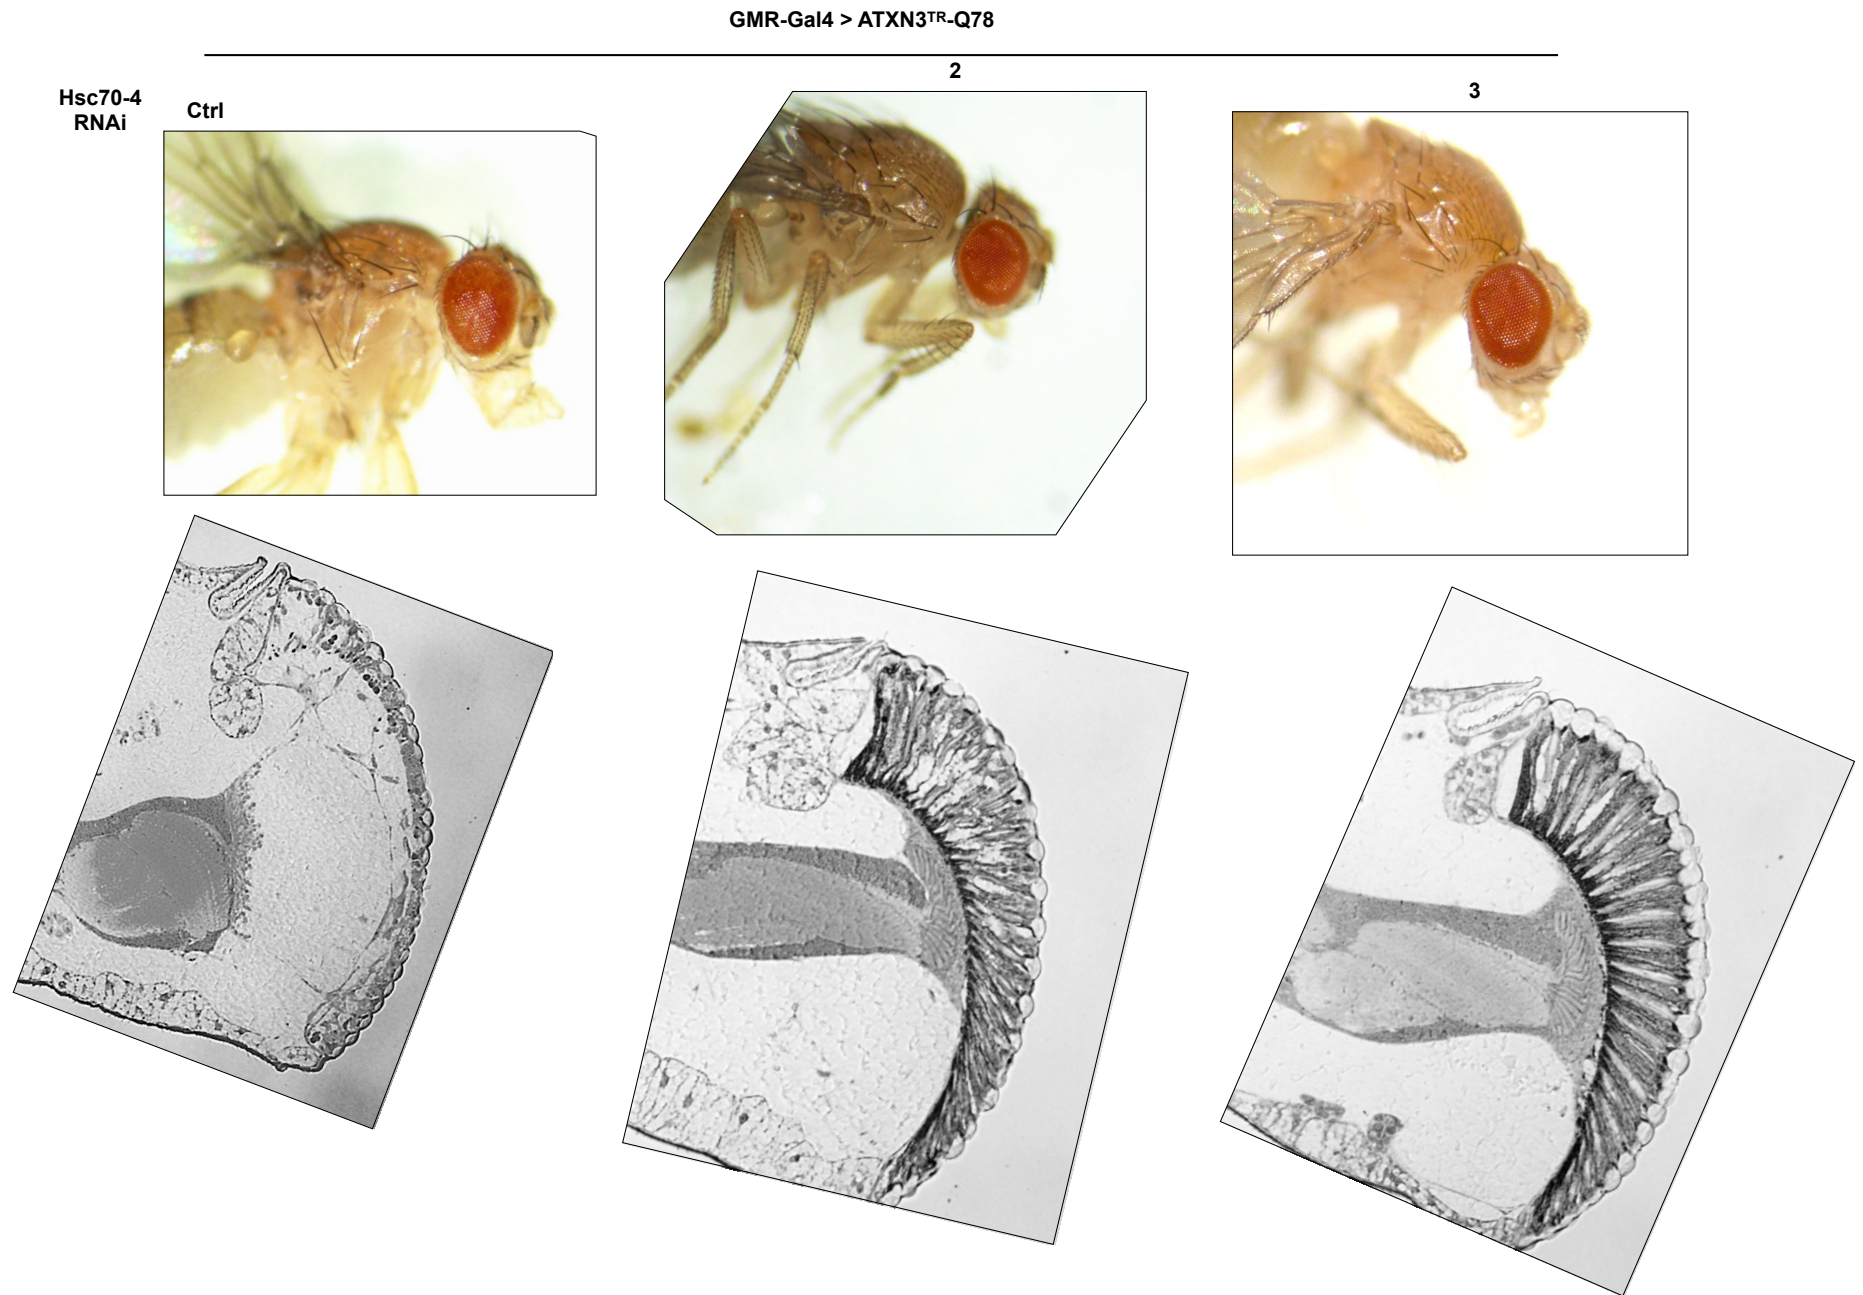 GMR-Gal4 > ATXN3ᵀᴿ-Q78
2
3
Hsc70-4
RNAi
Ctrl